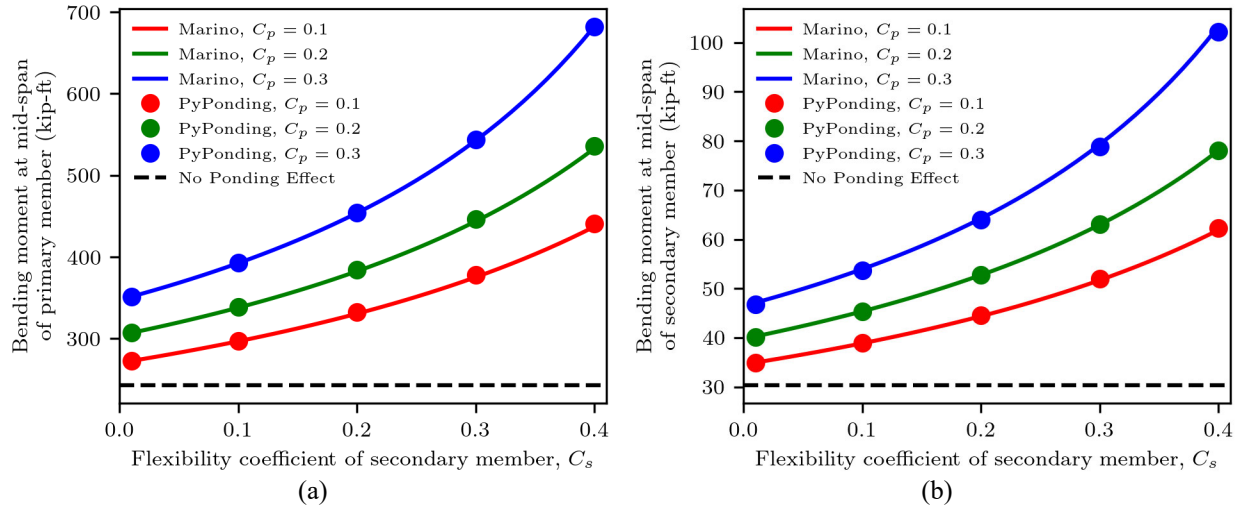 Bending moment at mid-span
of primary member (kip-ft)
700
600
500
400
300
Marino, Cₚ = 0.1
Marino, Cₚ = 0.2
Marino, Cₚ = 0.3
PyPonding, Cₚ = 0.1
PyPonding, Cₚ = 0.2
PyPonding, Cₚ = 0.3
No Ponding Effect
0.0 0.1 0.2 0.3 0.4
Flexibility coefficient of secondary member, Cₛ
(a)
Bending moment at mid-span
of secondary member (kip-ft)
100
90
80
70
60
50
40
30
Marino, Cₚ = 0.1
Marino, Cₚ = 0.2
Marino, Cₚ = 0.3
PyPonding, Cₚ = 0.1
PyPonding, Cₚ = 0.2
PyPonding, Cₚ = 0.3
No Ponding Effect
0.0 0.1 0.2 0.3 0.4
Flexibility coefficient of secondary member, Cₛ
(b)